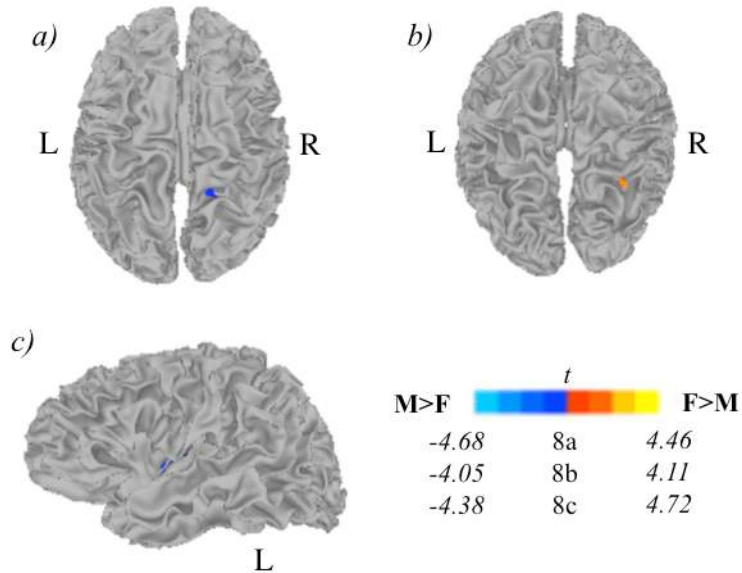 a)
b)
L
R
L
R
c)
L
t
M>F
F>M
-4.68 8a 4.46
-4.05 8b 4.11
-4.38 8c 4.72